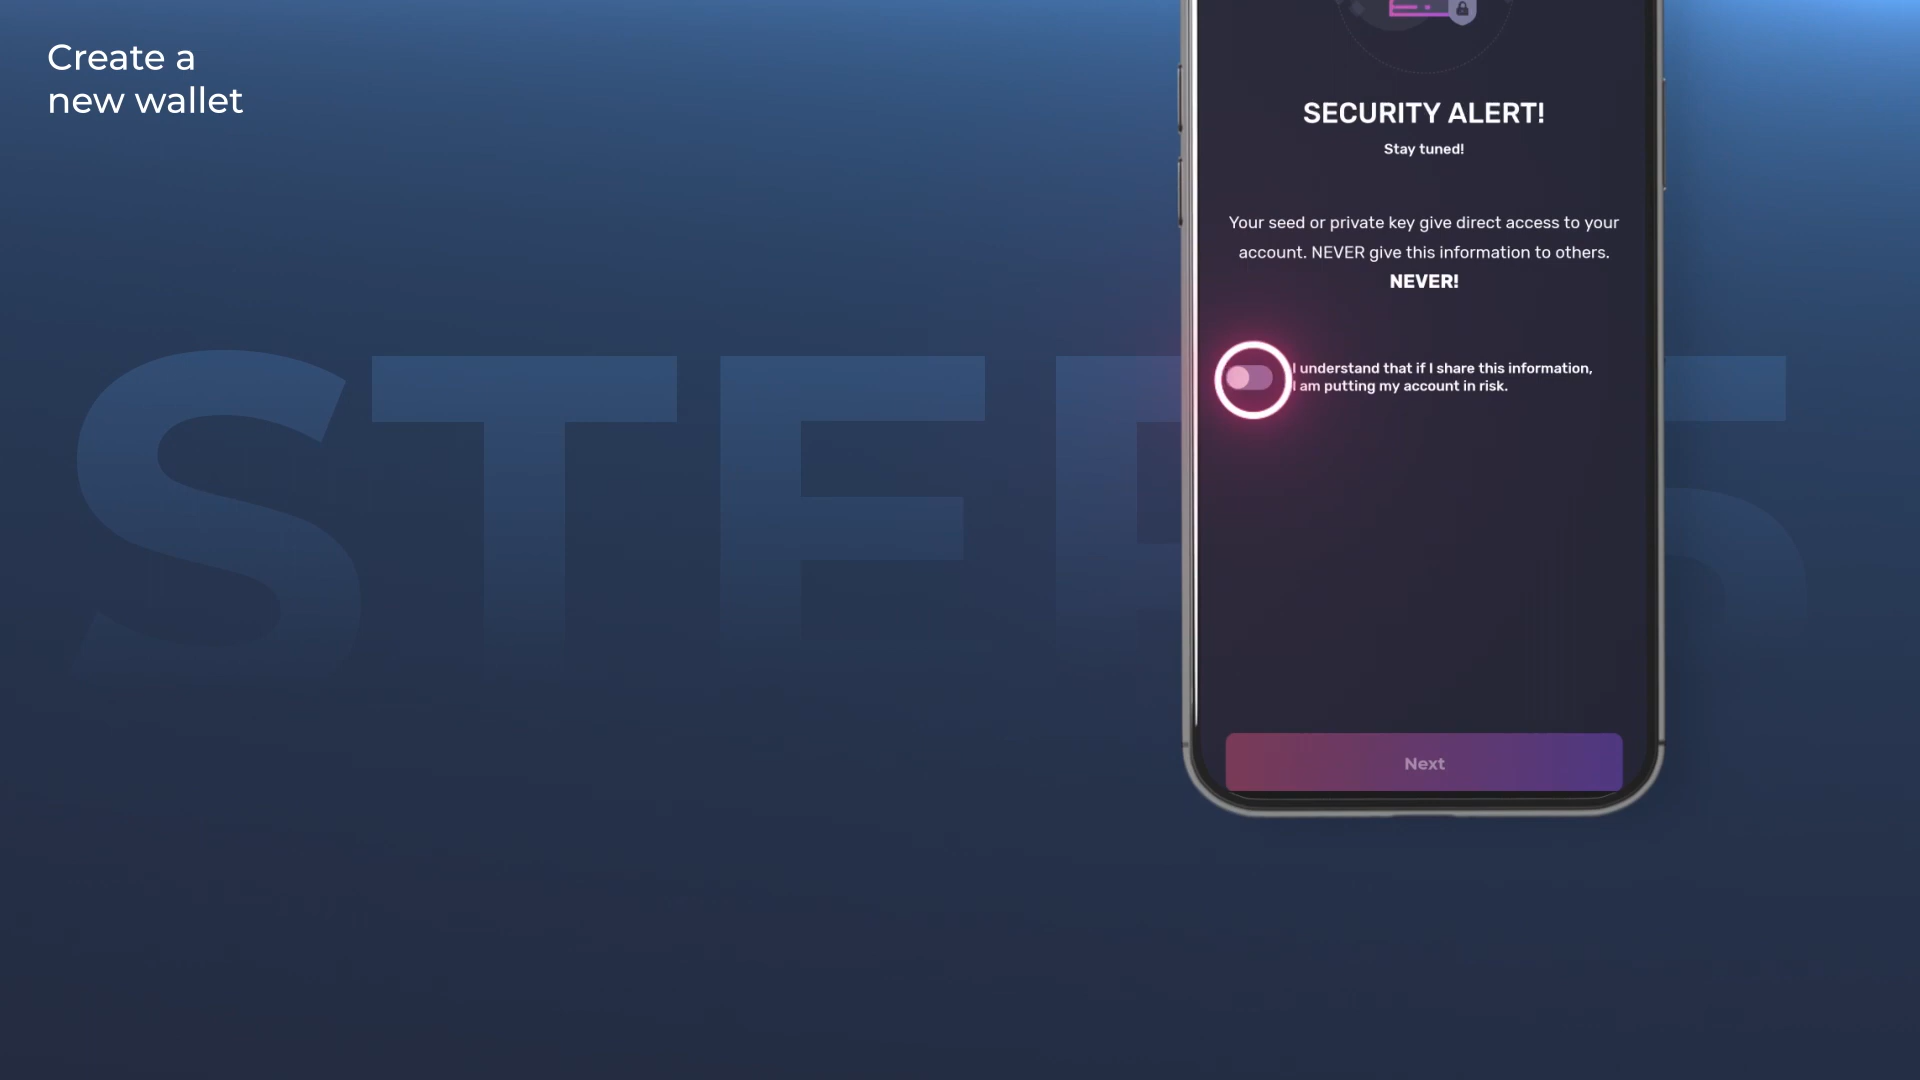 Create a
new wallet
STEP 5
SECURITY ALERT!
Stay tuned!
Your seed or private key give direct access to your
account. NEVER give this information to others.
NEVER!
I understand that if I share this information,
I am putting my account in risk.
Next